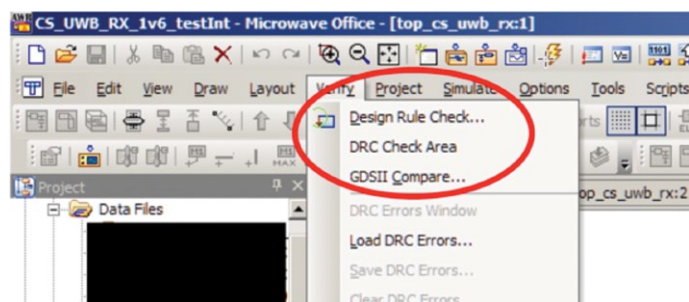 CS_UWB_RX_1v6_testInt - Microwave Office - [top_cs_uwb_rx:1]
File Edit View Draw Layout Verify Project Simulate Options Tools Scripts
Design Rule Check...
DRC Check Area
MAX
GDSII Compare...
Project
top_cs_uwb_rx:2
Data Files
DRC Errors Window
Load DRC Errors...
Save DRC Errors...
Clear DRC Errors